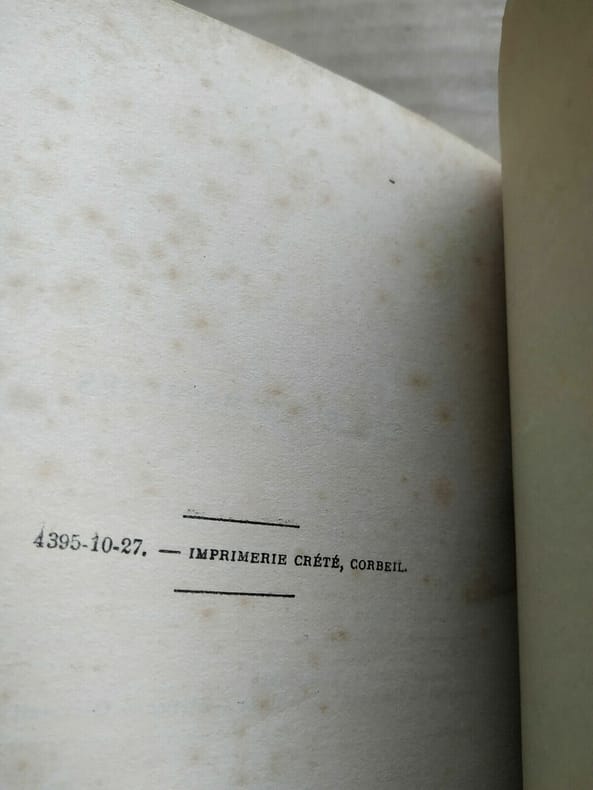 4395-10-27. — IMPRIMERIE CRÉTÉ, CORBEIL.